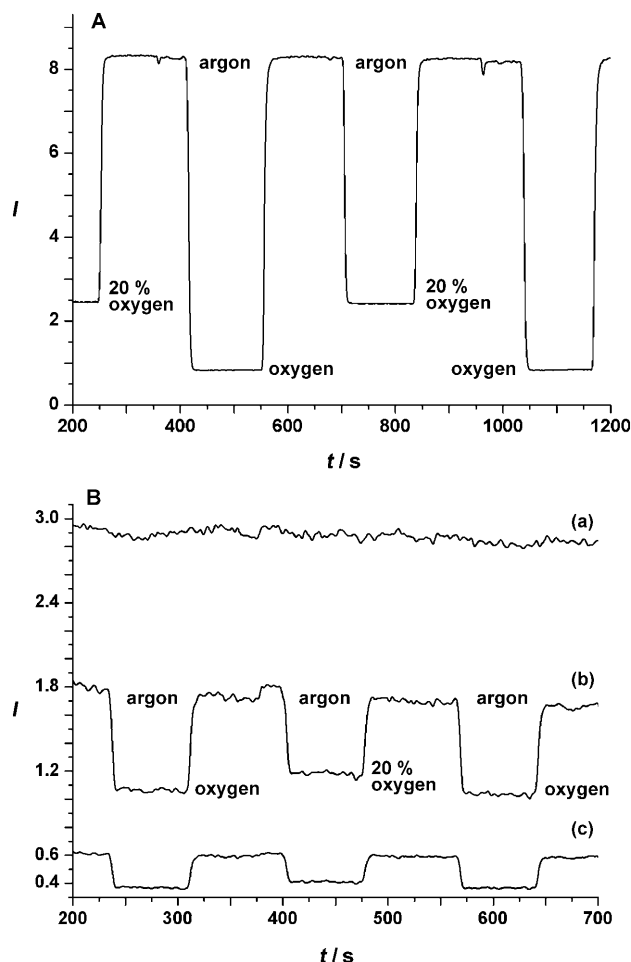 A
8
6
4
2
0
I
argon
argon
20 %
oxygen
20 %
oxygen
oxygen
oxygen
200
400
600
800
1000
1200
t / s
B
3.0
2.4
1.8
1.2
0.6
0.4
I
(a)
(b)
argon
argon
argon
oxygen
20 %
oxygen
oxygen
(c)
200
300
400
500
600
700
t / s